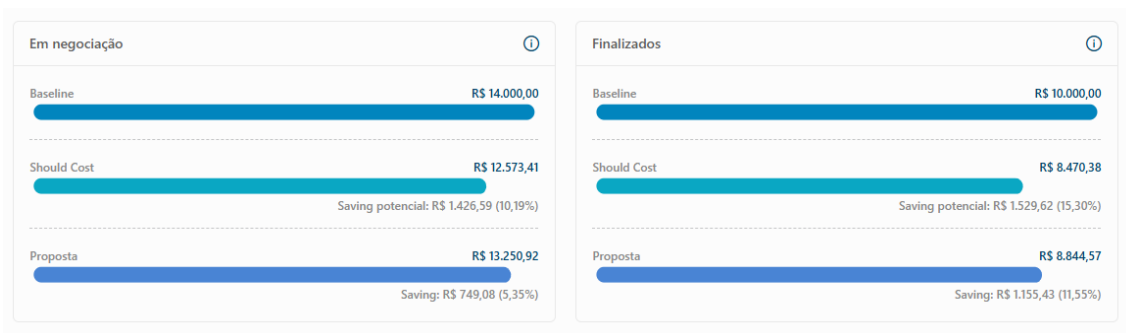 Em negociação
Baseline R$ 14.000,00
Should Cost R$ 12.573,41
Saving potencial: R$ 1.426,59 (10,19%)
Proposta R$ 13.250,92
Saving: R$ 749,08 (5,35%)
Finalizados
Baseline R$ 10.000,00
Should Cost R$ 8.470,38
Saving potencial: R$ 1.529,62 (15,30%)
Proposta R$ 8.844,57
Saving: R$ 1.155,43 (11,55%)